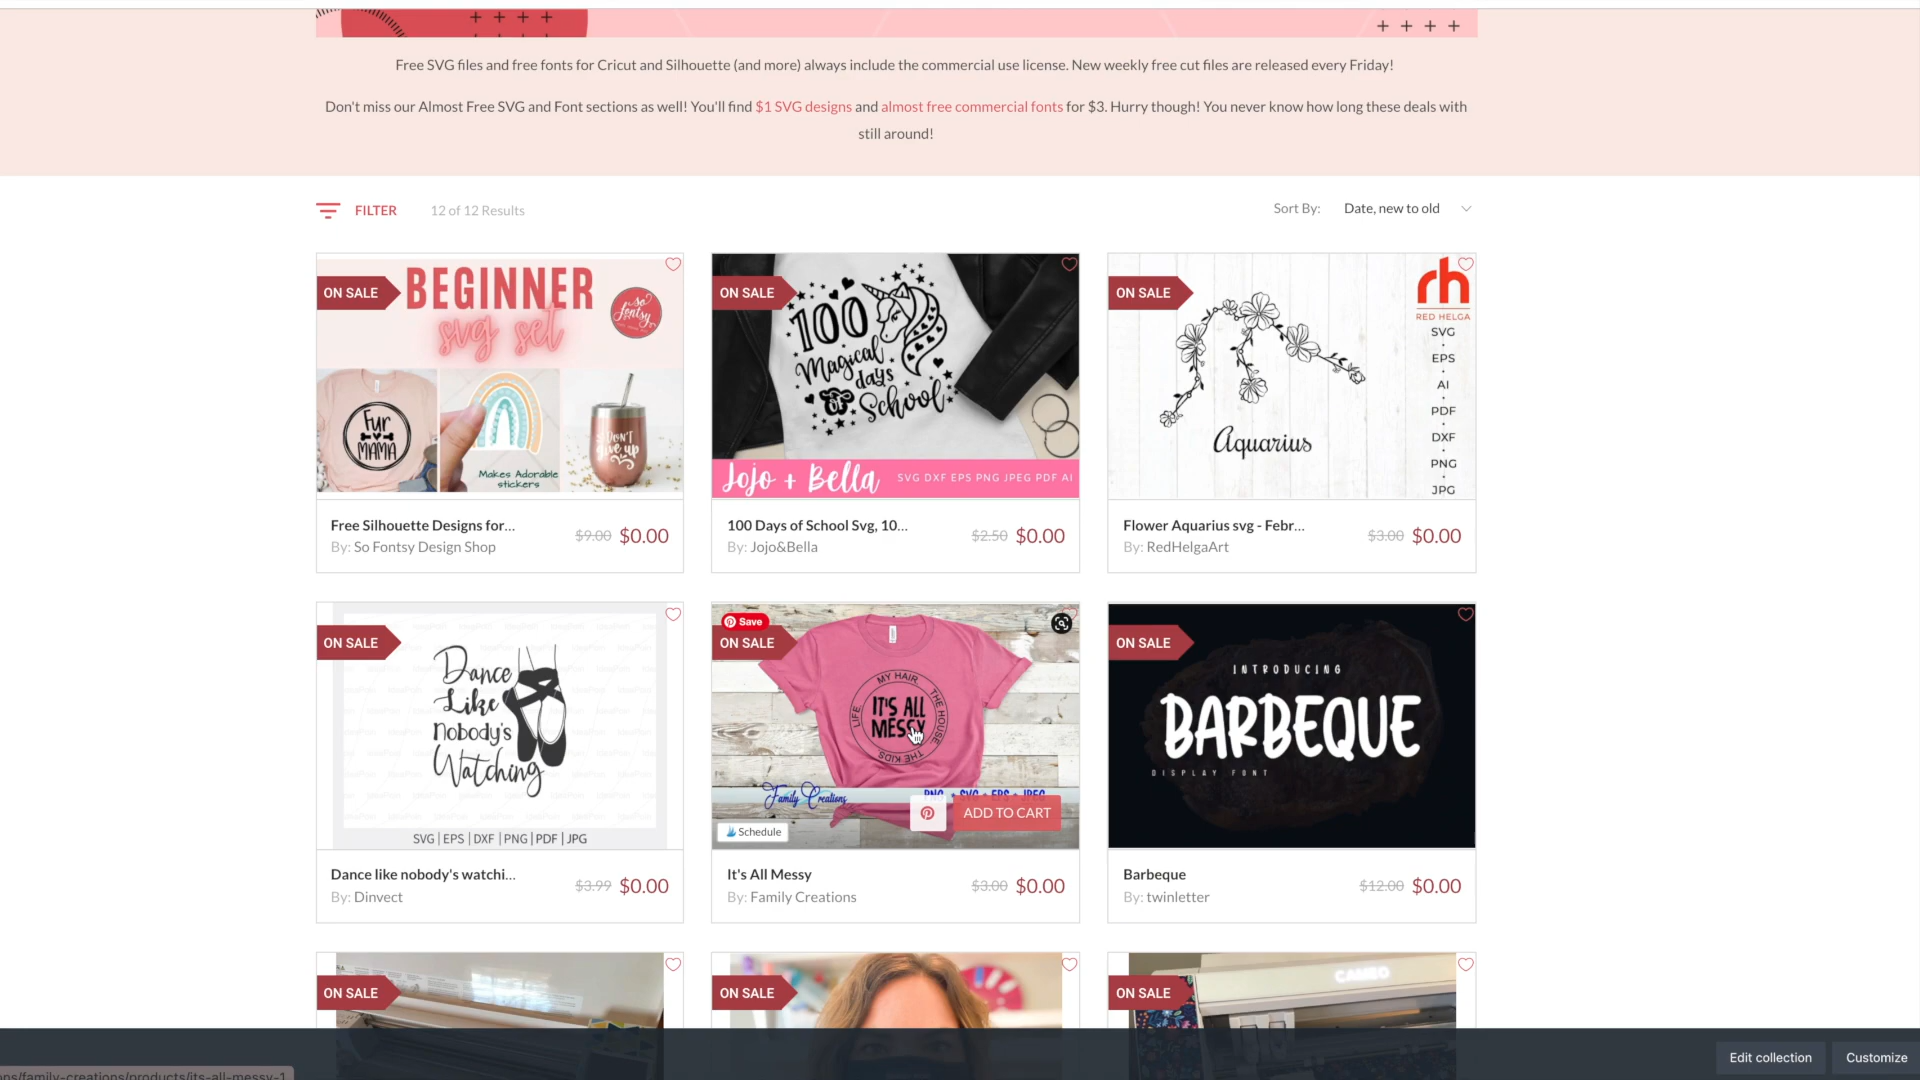 Free SVG files and free fonts for Cricut and Silhouette (and more) always include the commercial use license. New weekly free cut files are released every Friday!
Don't miss our Almost Free SVG and Font sections as well! You'll find $1 SVG designs and almost free commercial fonts for $3. Hurry though! You never know how long these deals with
still around!
FILTER 12 of 12 Results
Sort By: Date, new to old
ON SALE
BEGINNER
svg set
so fontsy
Fur
MAMA
Makes Adorable
stickers
DON'T
give up
Free Silhouette Designs for...
By: So Fontsy Design Shop
$9.00 $0.00
ON SALE
100
Magical
days
of
School
Jojo + Bella
SVG DXF EPS PNG JPEG PDF AI
100 Days of School Svg, 10...
By: Jojo&Bella
$2.50 $0.00
ON SALE
rh
RED HELGA
SVG
EPS
AI
PDF
DXF
PNG
JPG
Aquarius
Flower Aquarius svg - Febr...
By: RedHelgaArt
$3.00 $0.00
ON SALE
Dance
Like
Nobody's
Watching
SVG | EPS | DXF | PNG | PDF | JPG
Dance like nobody's watchi...
By: Dinvect
$3.99 $0.00
Save
ON SALE
MY HAIR
THE HOUSE
THE KIDS
LIFE
IT'S ALL
MESSY
Family Creations
PNG + SVG + EPS + JPEG
ADD TO CART
Schedule
It's All Messy
By: Family Creations
$3.00 $0.00
ON SALE
INTRODUCING
BARBEQUE
DISPLAY FONT
Barbeque
By: twinletter
$12.00 $0.00
ON SALE
ON SALE
ON SALE
CAMEO
Edit collection
Customize
ons/family-creations/products/its-all-messy-1